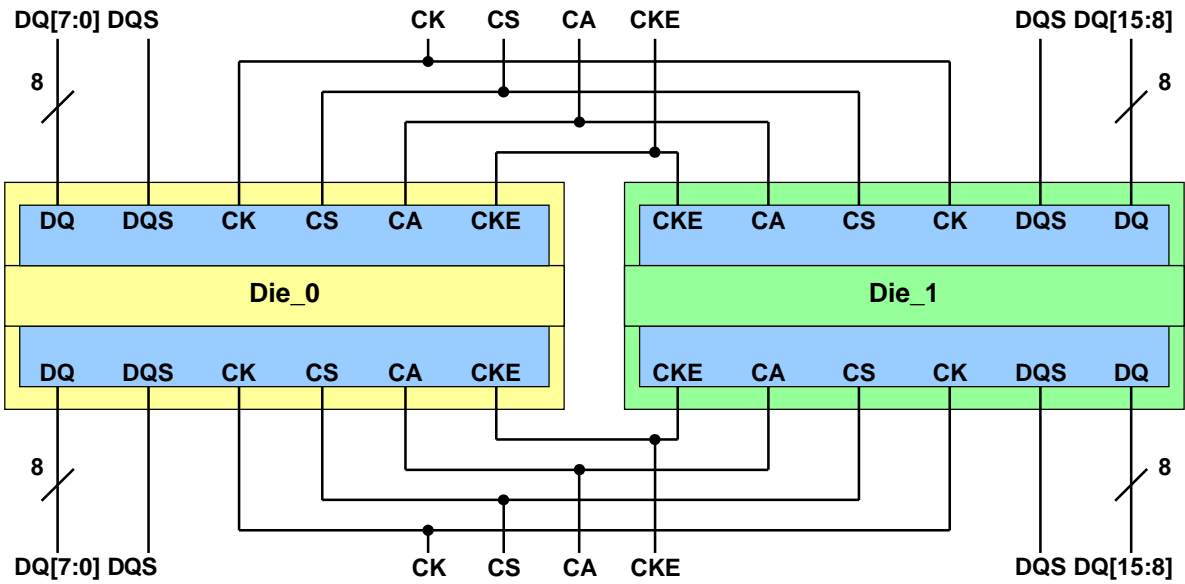 DQ[7:0] DQS CK CS CA CKE DQS DQ[15:8]
8 8
DQ DQS CK CS CA CKE CKE CA CS CK DQS DQ
Die_0 Die_1
DQ DQS CK CS CA CKE CKE CA CS CK DQS DQ
8 8
DQ[7:0] DQS CK CS CA CKE DQS DQ[15:8]